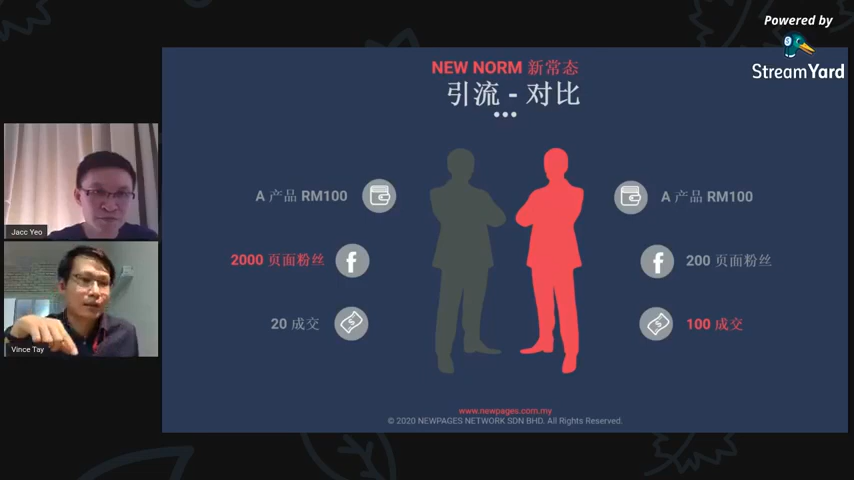 Powered by
StreamYard
NEW NORM 新常态
引流 - 对比
A 产品 RM100
A 产品 RM100
2000 页面粉丝
200 页面粉丝
20 成交
100 成交
Jacc Yeo
Vince Tay
www.newpages.com.my
© 2020 NEWPAGES NETWORK SDN BHD. All Rights Reserved.